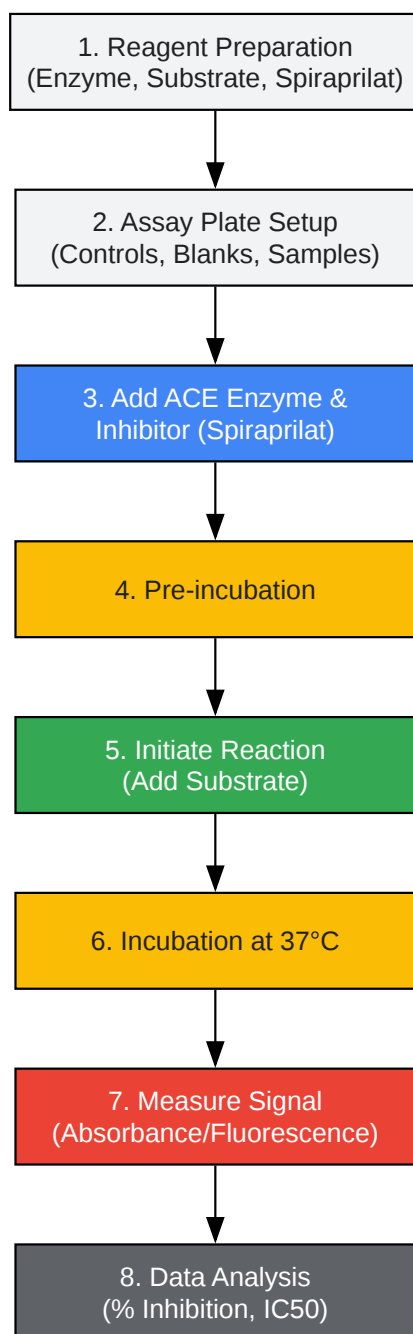 1. Reagent Preparation
(Enzyme, Substrate, Spiraprilat)
2. Assay Plate Setup
(Controls, Blanks, Samples)
3. Add ACE Enzyme &
Inhibitor (Spiraprilat)
4. Pre-incubation
5. Initiate Reaction
(Add Substrate)
6. Incubation at 37°C
7. Measure Signal
(Absorbance/Fluorescence)
8. Data Analysis
(% Inhibition, IC50)